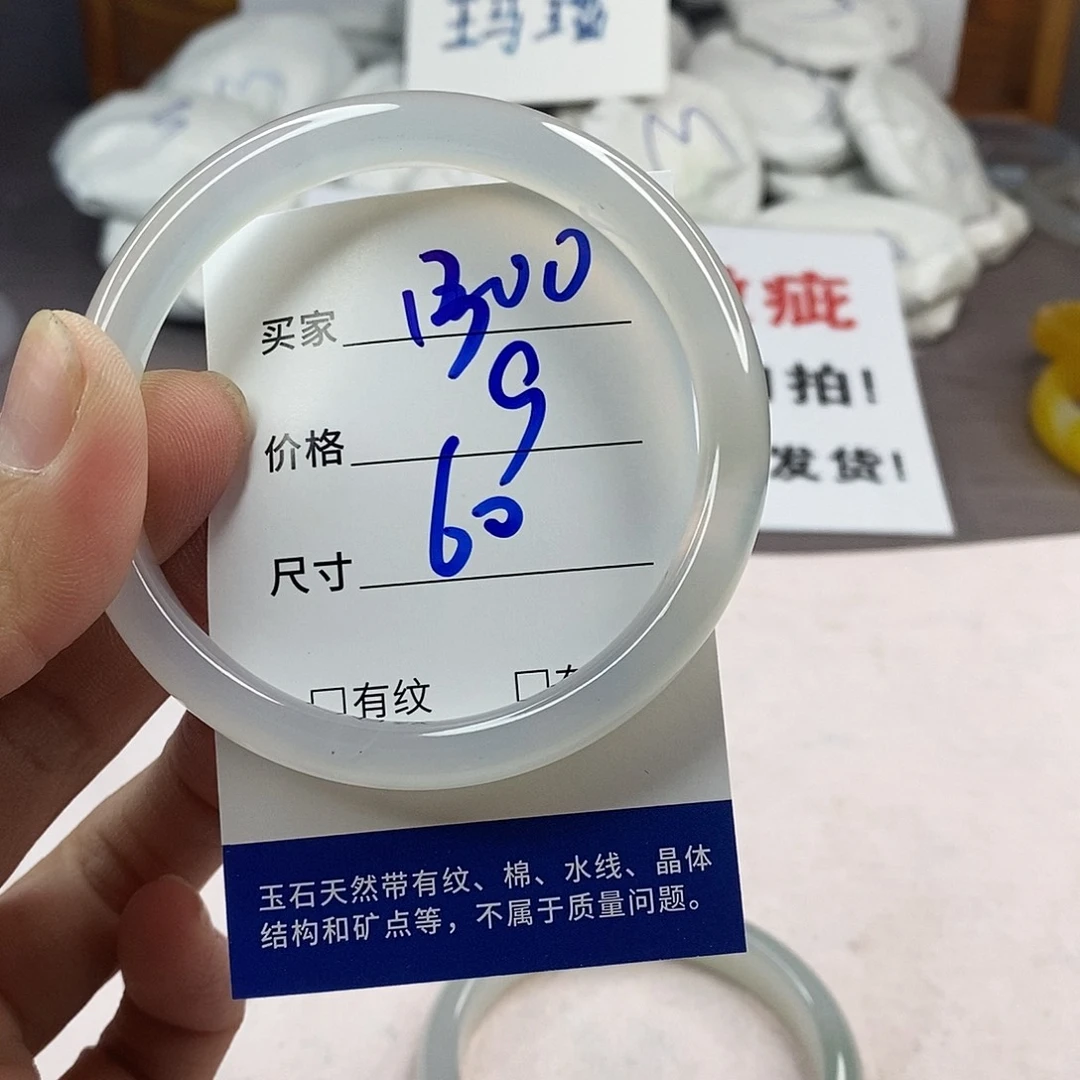 玛瑙
M
疵
拍！
发货！
买家 1300
价格 9
尺寸 60
□有纹 □
玉石天然带有纹、棉、水线、晶体
结构和矿点等，不属于质量问题。